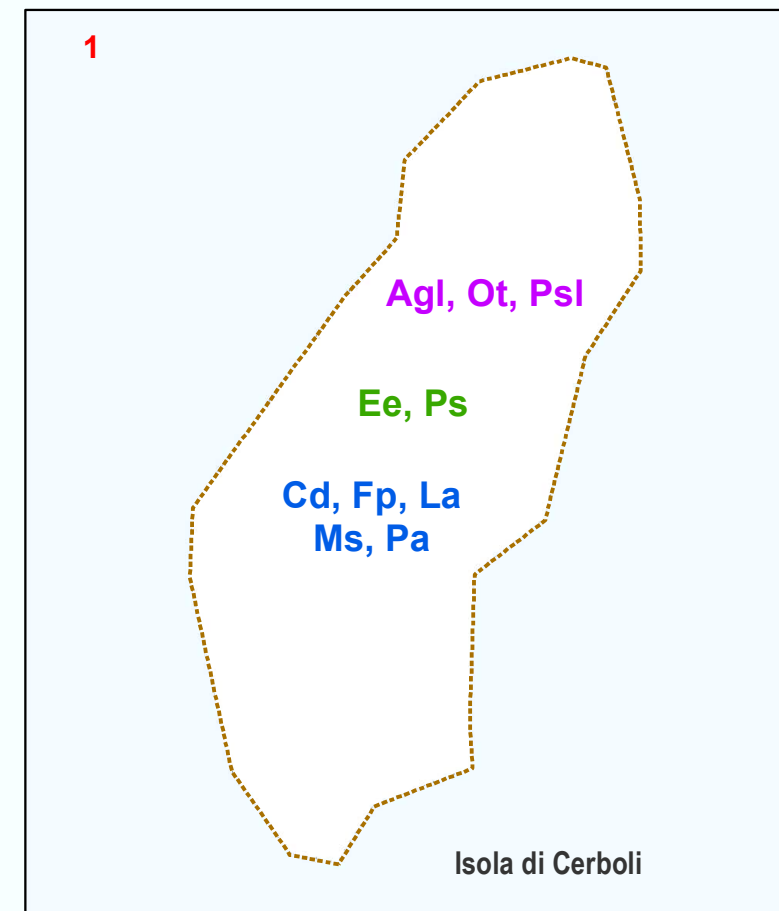 1
Agl, Ot, Psl
Ee, Ps
Cd, Fp, La
Ms, Pa
Isola di Cerboli